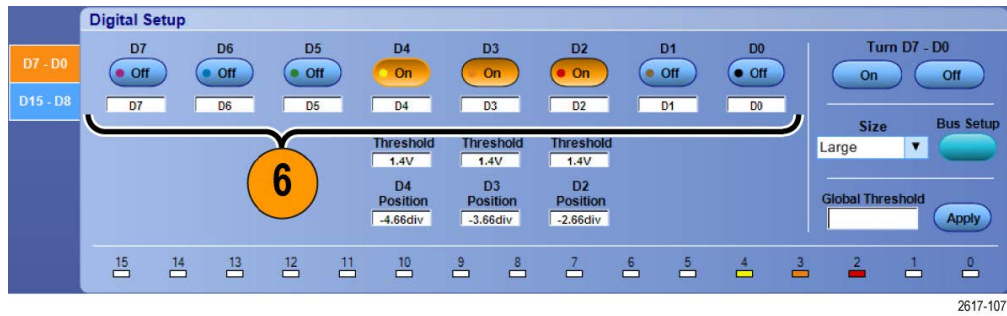 Digital Setup
D7 - D0
D15 - D8
D7 D6 D5 D4 D3 D2 D1 D0
Off Off Off On On On Off Off
D7 D6 D5 D4 D3 D2 D1 D0
Threshold Threshold Threshold
1.4V 1.4V 1.4V
D4 D3 D2
Position Position Position
-4.66div -3.66div -2.66div
6
Turn D7 - D0
On Off
Size Bus Setup
Large
Global Threshold
Apply
15 14 13 12 11 10 9 8 7 6 5 4 3 2 1 0
2617-107